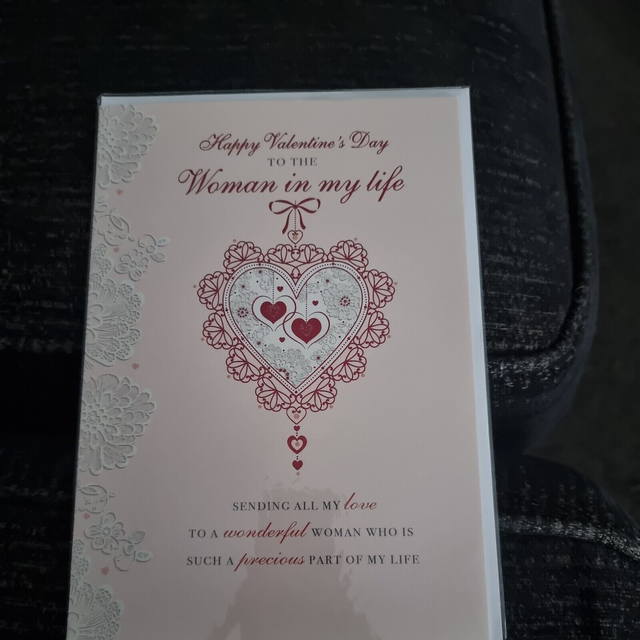 Happy Valentine's Day
TO THE
Woman in my life
SENDING ALL MY love
TO A wonderful WOMAN WHO IS
SUCH A precious PART OF MY LIFE